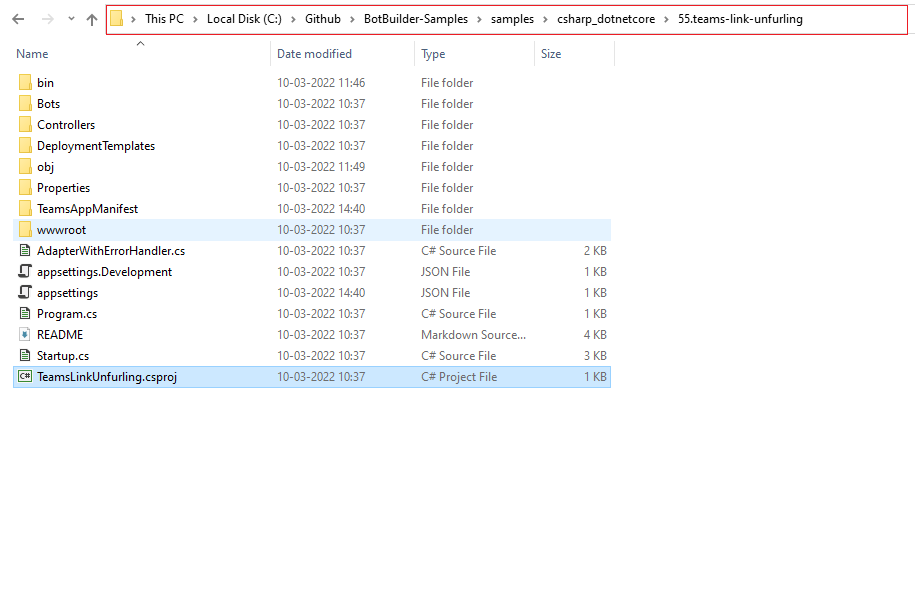 This PC > Local Disk (C:) > Github > BotBuilder-Samples > samples > csharp_dotnetcore > 55.teams-link-unfurling
Name Date modified Type Size
bin 10-03-2022 11:46 File folder
Bots 10-03-2022 10:37 File folder
Controllers 10-03-2022 10:37 File folder
DeploymentTemplates 10-03-2022 10:37 File folder
obj 10-03-2022 11:49 File folder
Properties 10-03-2022 10:37 File folder
TeamsAppManifest 10-03-2022 14:40 File folder
wwwroot 10-03-2022 10:37 File folder
AdapterWithErrorHandler.cs 10-03-2022 10:37 C# Source File 2 KB
appsettings.Development 10-03-2022 10:37 JSON File 1 KB
appsettings 10-03-2022 14:40 JSON File 1 KB
Program.cs 10-03-2022 10:37 C# Source File 1 KB
README 10-03-2022 10:37 Markdown Source... 4 KB
Startup.cs 10-03-2022 10:37 C# Source File 3 KB
C# TeamsLinkUnfurling.csproj 10-03-2022 10:37 C# Project File 1 KB